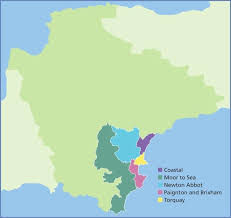 Coastal
Moor to Sea
Newton Abbot
Paignton and Brixham
Torquay